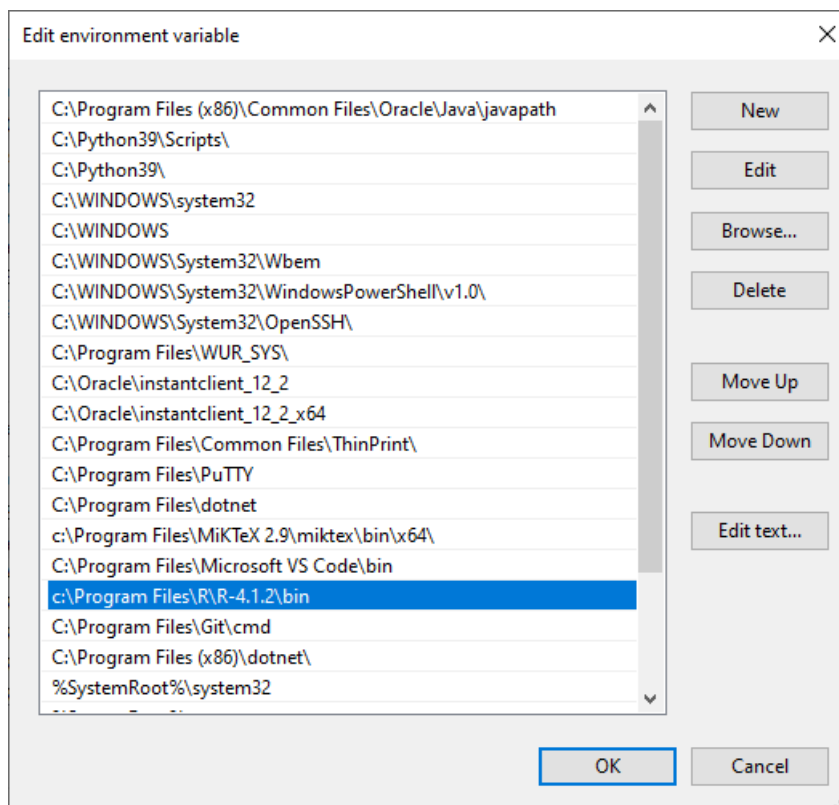 Edit environment variable
C:\Program Files (x86)\Common Files\Oracle\Java\javapath
C:\Python39\Scripts\
C:\Python39\
C:\WINDOWS\system32
C:\WINDOWS
C:\WINDOWS\System32\Wbem
C:\WINDOWS\System32\WindowsPowerShell\v1.0\
C:\WINDOWS\System32\OpenSSH\
C:\Program Files\WUR_SYS\
C:\Oracle\instantclient_12_2
C:\Oracle\instantclient_12_2_x64
C:\Program Files\Common Files\ThinPrint\
C:\Program Files\PuTTY
C:\Program Files\dotnet
c:\Program Files\MiKTeX 2.9\miktex\bin\x64\
C:\Program Files\Microsoft VS Code\bin
c:\Program Files\R\R-4.1.2\bin
C:\Program Files\Git\cmd
C:\Program Files (x86)\dotnet\
%SystemRoot%\system32
New
Edit
Browse...
Delete
Move Up
Move Down
Edit text...
OK
Cancel